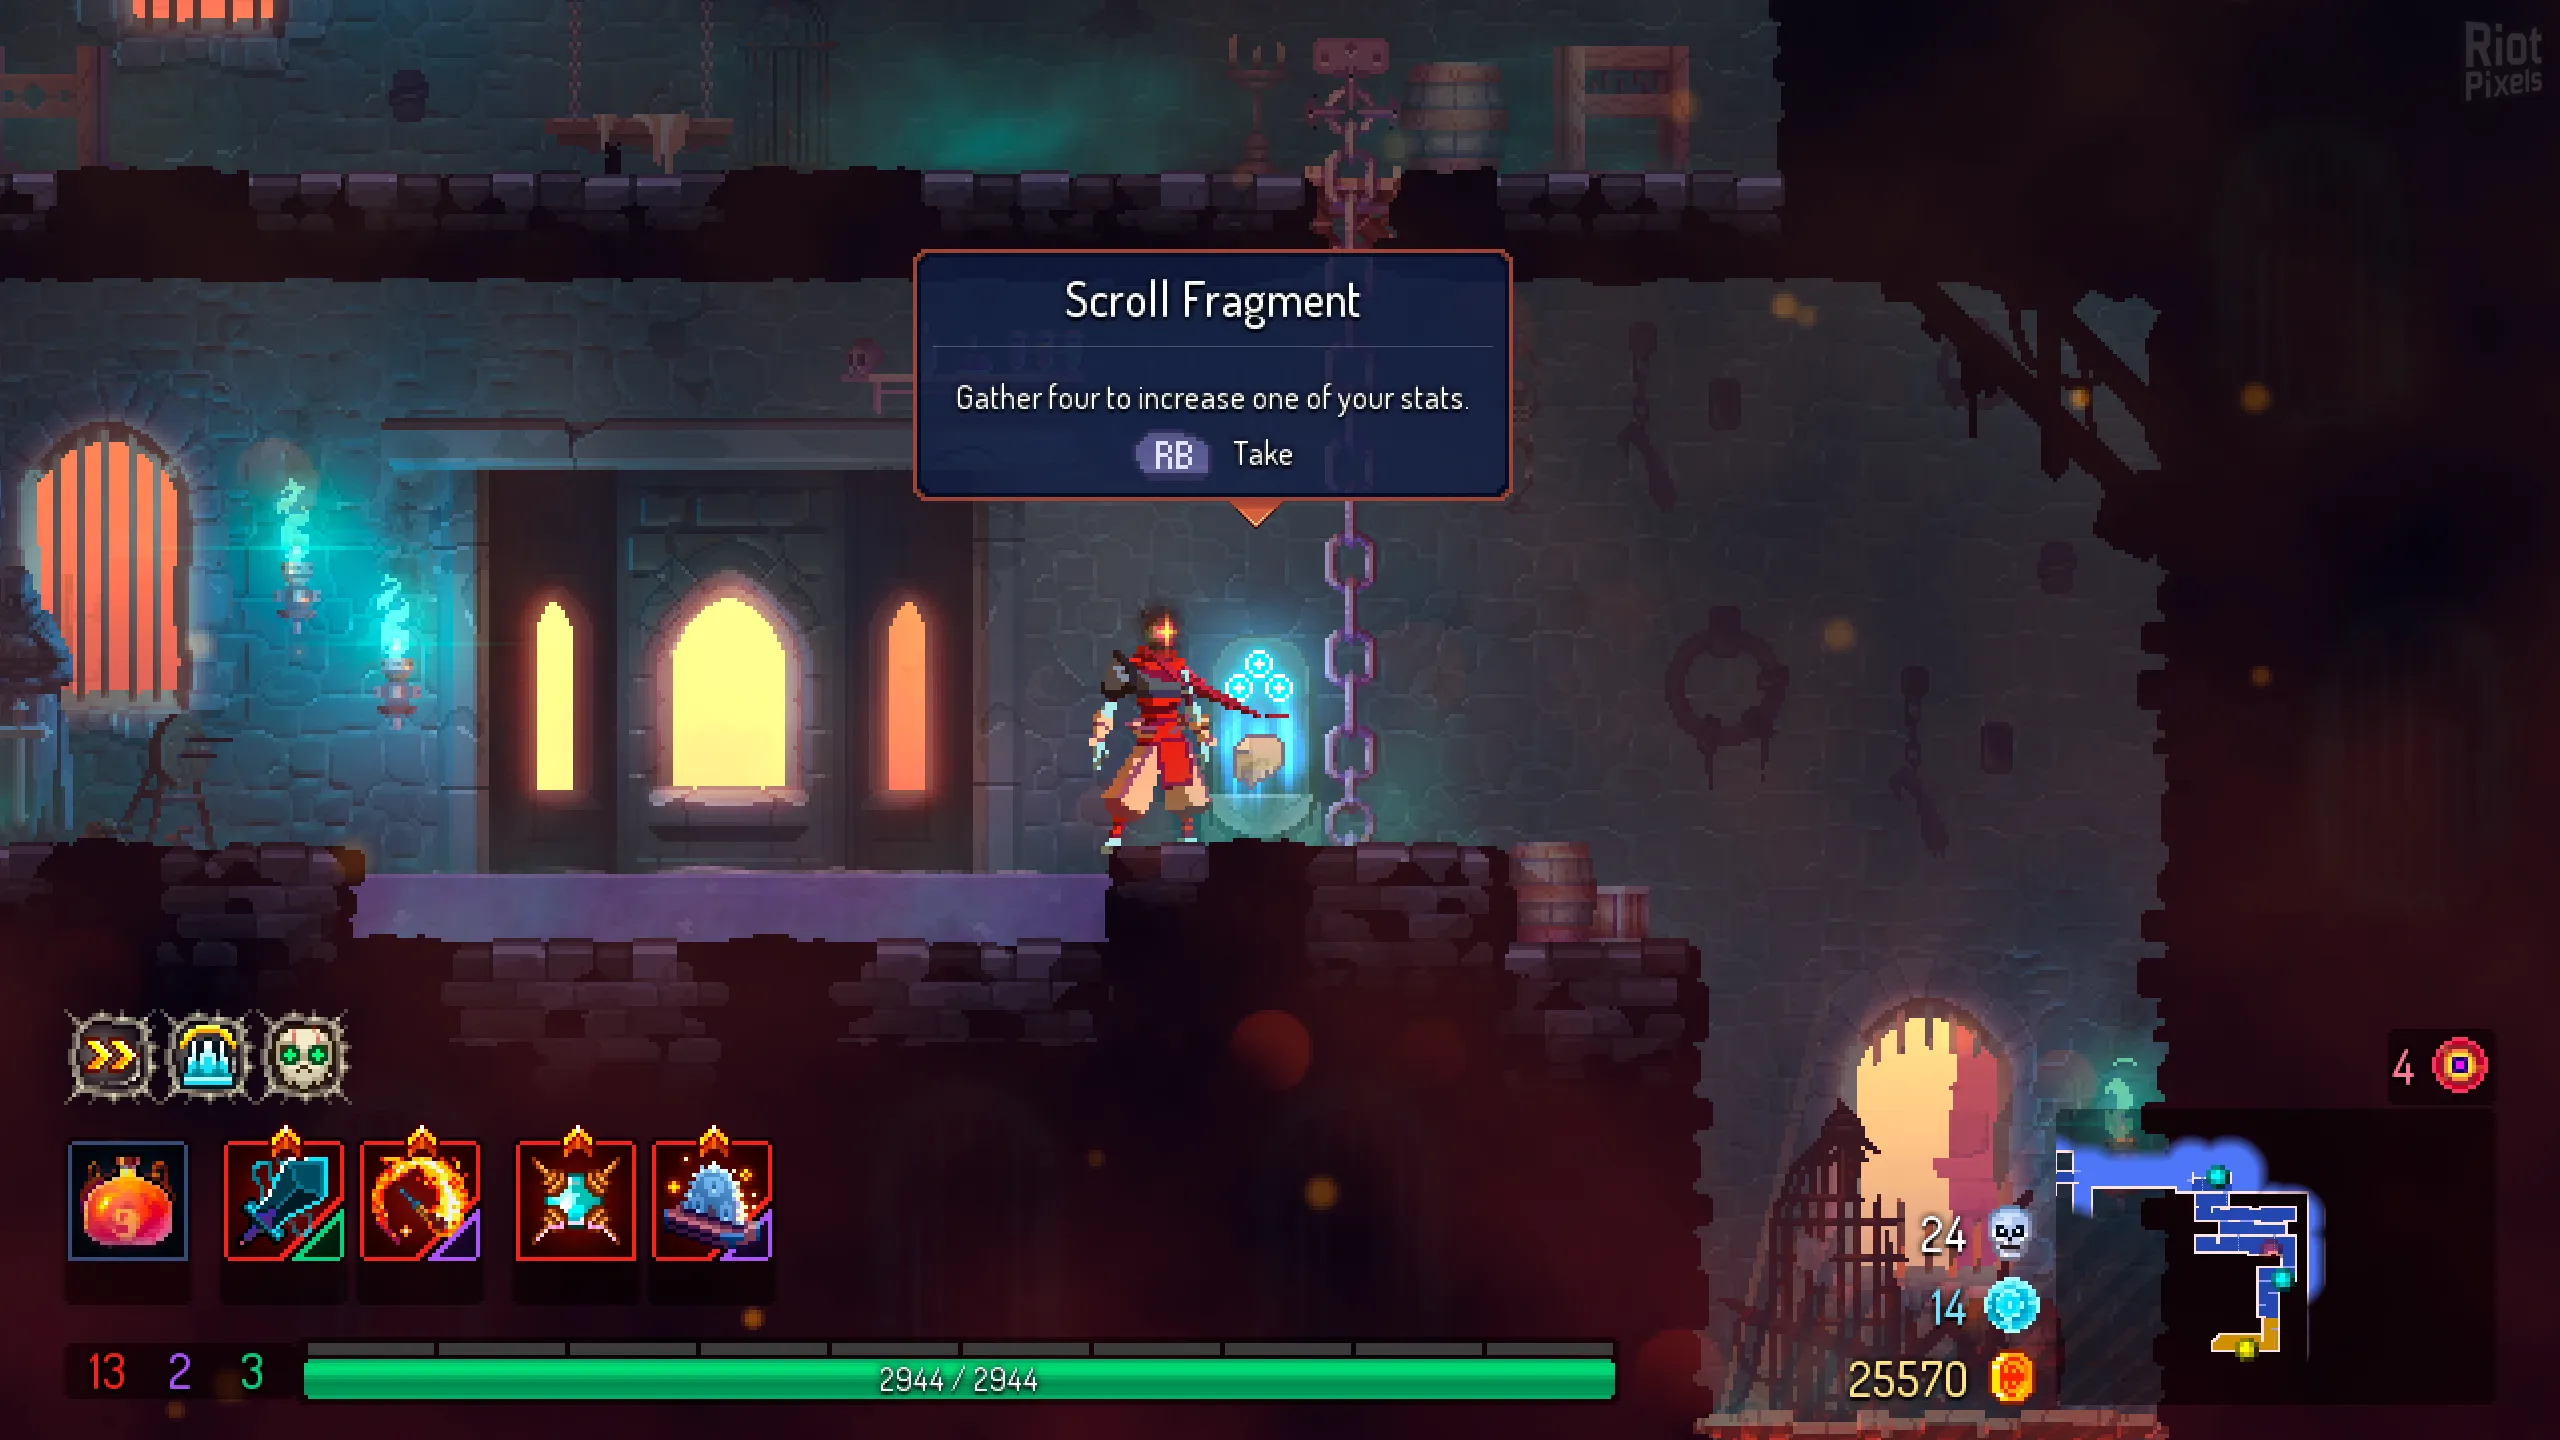 Riot
Pixels
Scroll Fragment
Gather four to increase one of your stats.
RB Take
4
9
24
14
25570
13 2 3
2944 / 2944